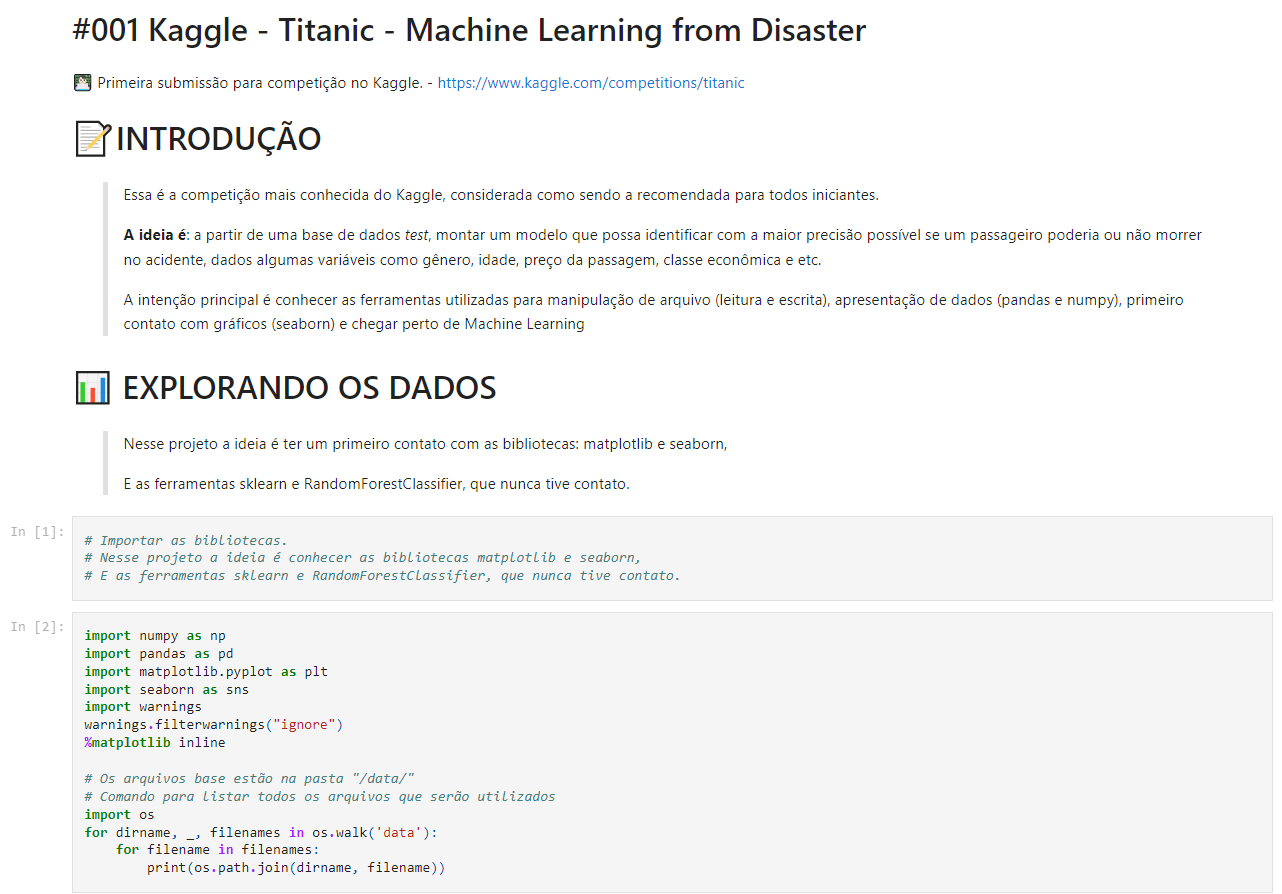 #001 Kaggle - Titanic - Machine Learning from Disaster
Primeira submissão para competição no Kaggle. - https://www.kaggle.com/competitions/titanic
INTRODUÇÃO
Essa é a competição mais conhecida do Kaggle, considerada como sendo a recomendada para todos iniciantes.
A ideia é: a partir de uma base de dados test, montar um modelo que possa identificar com a maior precisão possível se um passageiro poderia ou não morrer
no acidente, dados algumas variáveis como gênero, idade, preço da passagem, classe econômica e etc.
A intenção principal é conhecer as ferramentas utilizadas para manipulação de arquivo (leitura e escrita), apresentação de dados (pandas e numpy), primeiro
contato com gráficos (seaborn) e chegar perto de Machine Learning
EXPLORANDO OS DADOS
Nesse projeto a ideia é ter um primeiro contato com as bibliotecas: matplotlib e seaborn,
E as ferramentas sklearn e RandomForestClassifier, que nunca tive contato.
In [1]:
# Importar as bibliotecas.
# Nesse projeto a ideia é conhecer as bibliotecas matplotlib e seaborn,
# E as ferramentas sklearn e RandomForestClassifier, que nunca tive contato.
In [2]:
import numpy as np
import pandas as pd
import matplotlib.pyplot as plt
import seaborn as sns
import warnings
warnings.filterwarnings("ignore")
%matplotlib inline
# Os arquivos base estão na pasta "/data/"
# Comando para listar todos os arquivos que serão utilizados
import os
for dirname, _, filenames in os.walk('data'):
    for filename in filenames:
        print(os.path.join(dirname, filename))